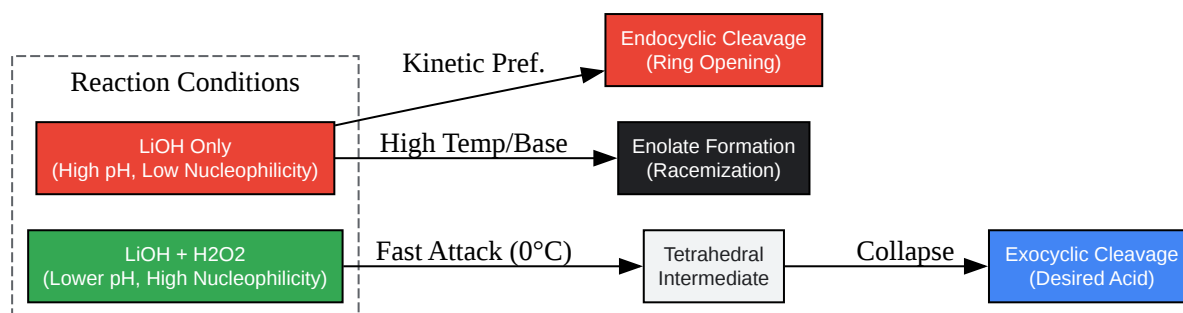 Reaction Conditions
LiOH Only
(High pH, Low Nucleophilicity)
LiOH + H2O2
(Lower pH, High Nucleophilicity)
Kinetic Pref.
High Temp/Base
Fast Attack (0°C)
Endocyclic Cleavage
(Ring Opening)
Enolate Formation
(Racemization)
Tetrahedral
Intermediate
Collapse
Exocyclic Cleavage
(Desired Acid)